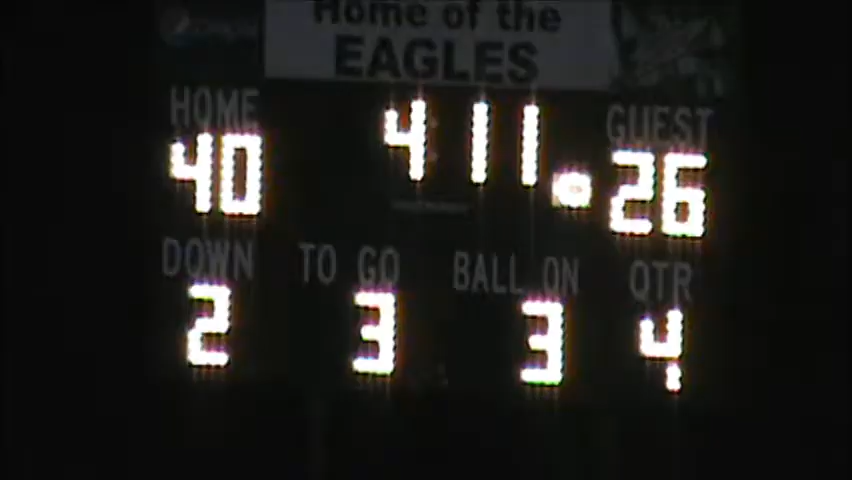 Home of the
EAGLES
HOME 4 11 GUEST
40 26
DOWN TO GO BALL ON QTR
2 3 3 4